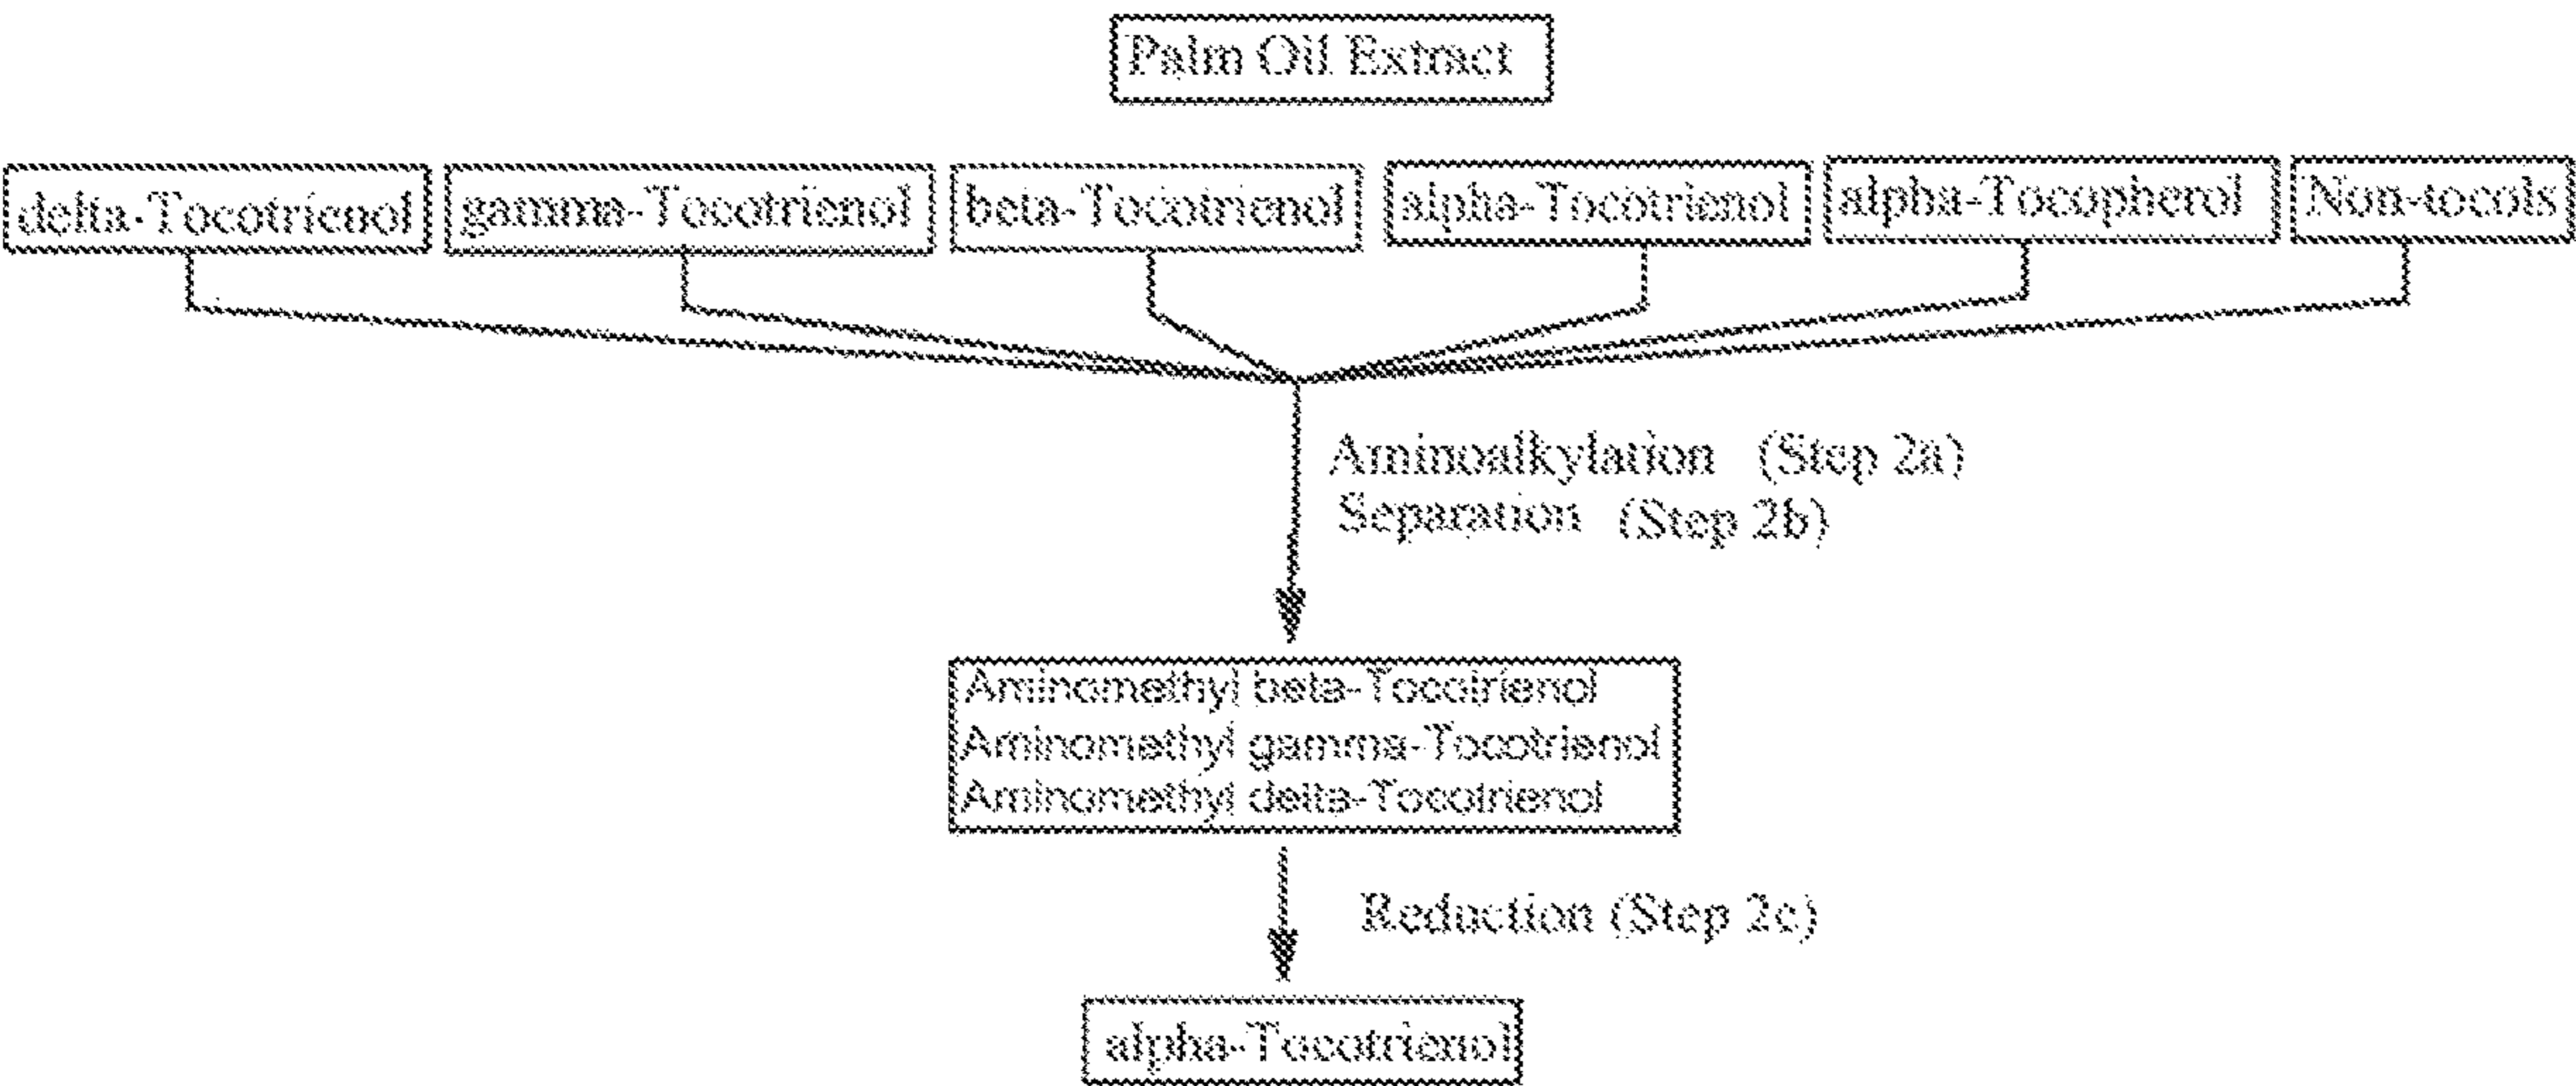 Palm Oil Extract
delta-Tocotrienol
gamma-Tocotrienol
beta-Tocotrienol
alpha-Tocotrienol
alpha-Tocopherol
Non-tocols
Aminoalkylation (Step 2a)
Separation (Step 2b)
Aminomethyl beta-Tocotrienol
Aminomethyl gamma-Tocotrienol
Aminomethyl delta-Tocotrienol
Reduction (Step 2c)
alpha-Tocotrienol